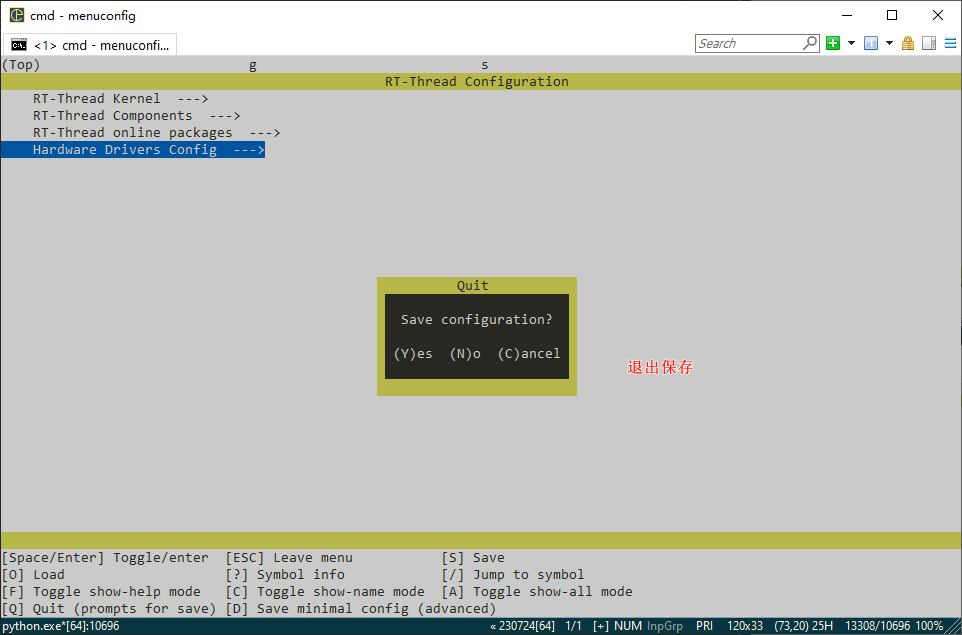 cmd - menuconfig
<1> cmd - menuconfi...
Search
(Top) g s
RT-Thread Configuration
RT-Thread Kernel --->
RT-Thread Components --->
RT-Thread online packages --->
Hardware Drivers Config --->
Quit
Save configuration?
(Y)es (N)o (C)ancel
退出保存
[Space/Enter] Toggle/enter [ESC] Leave menu [S] Save
[O] Load [?] Symbol info [/] Jump to symbol
[F] Toggle show-help mode [C] Toggle show-name mode [A] Toggle show-all mode
[Q] Quit (prompts for save) [D] Save minimal config (advanced)
python.exe*[64]:10696 « 230724[64] 1/1 [+] NUM InpGrp PRI 120x33 (73,20) 25H 13308/10696 100%